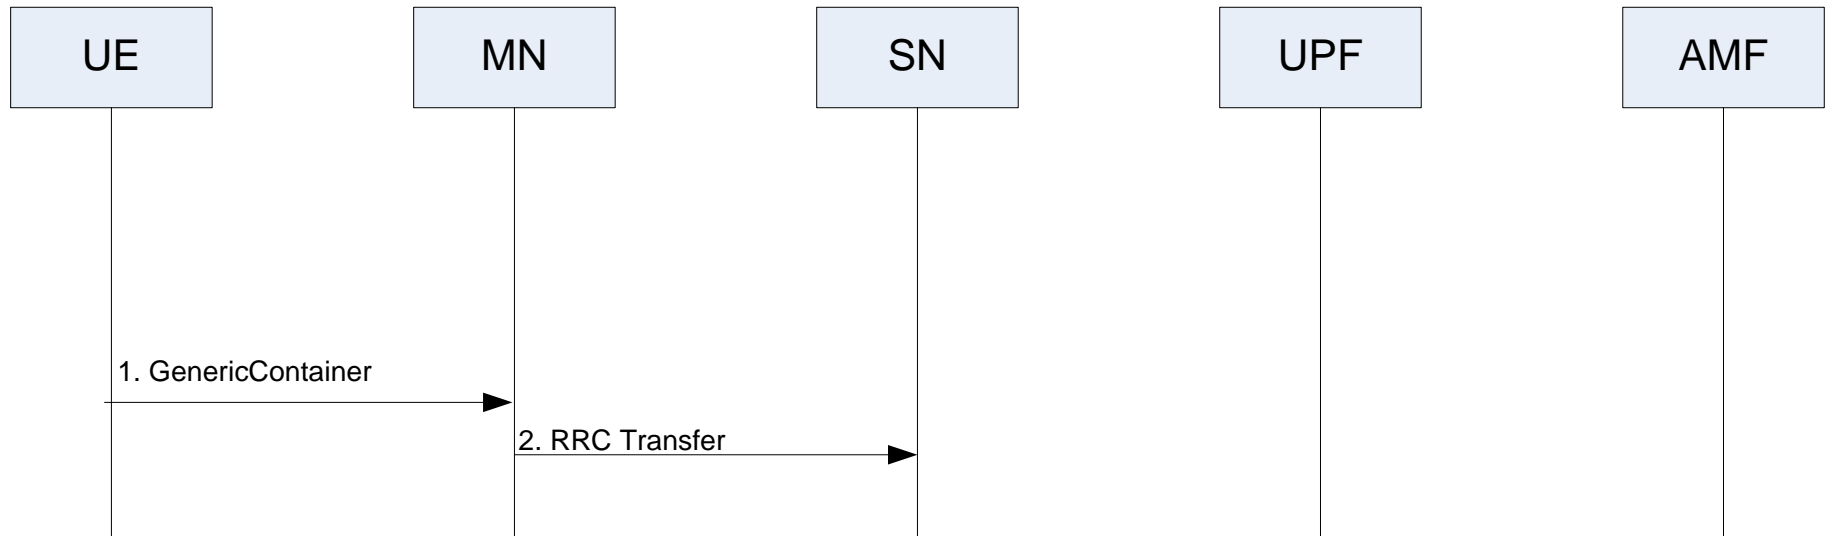 UE
MN
SN
UPF
AMF
1. GenericContainer
2. RRC Transfer